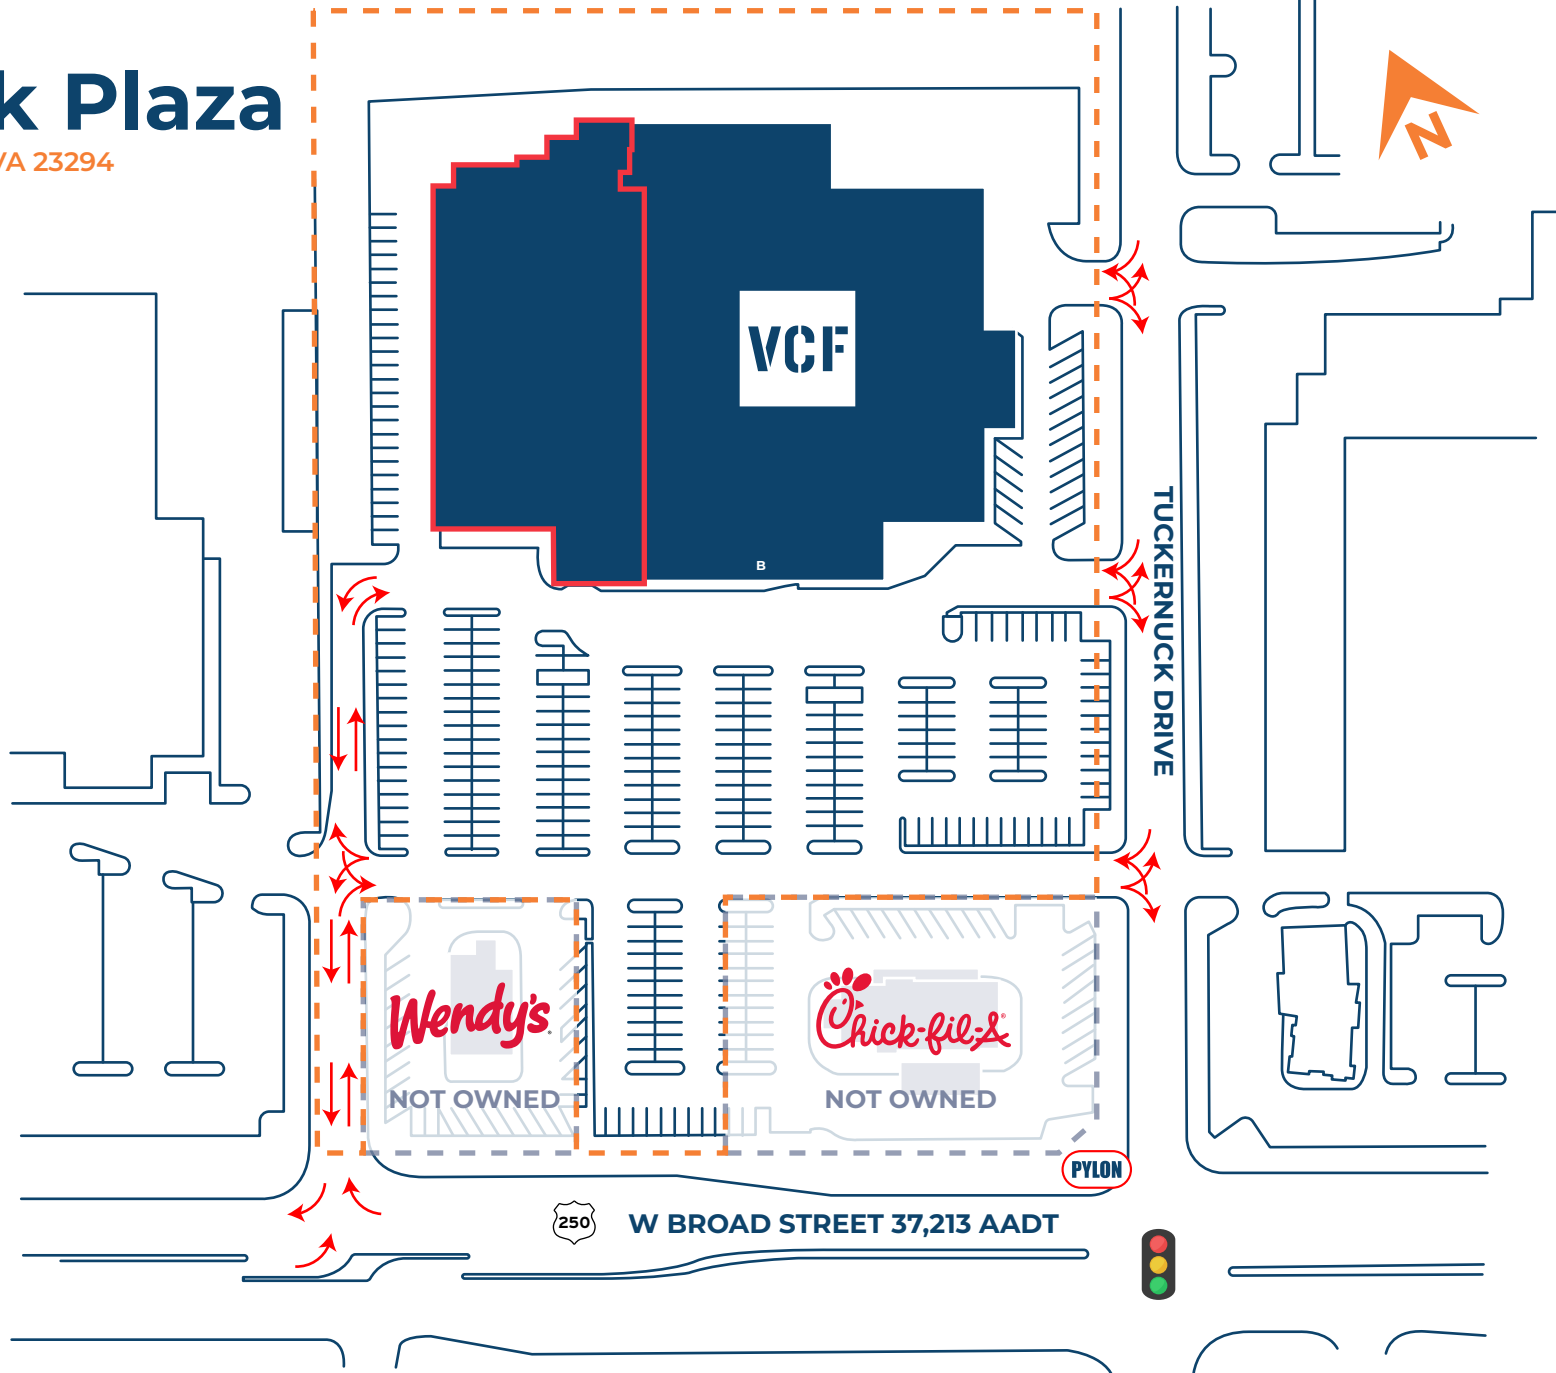 k Plaza
VA 23294
N
VCF
B
TUCKERNUCK DRIVE
Wendy's
Chick-fil-A
NOT OWNED
NOT OWNED
PYLON
250
W BROAD STREET 37,213 AADT